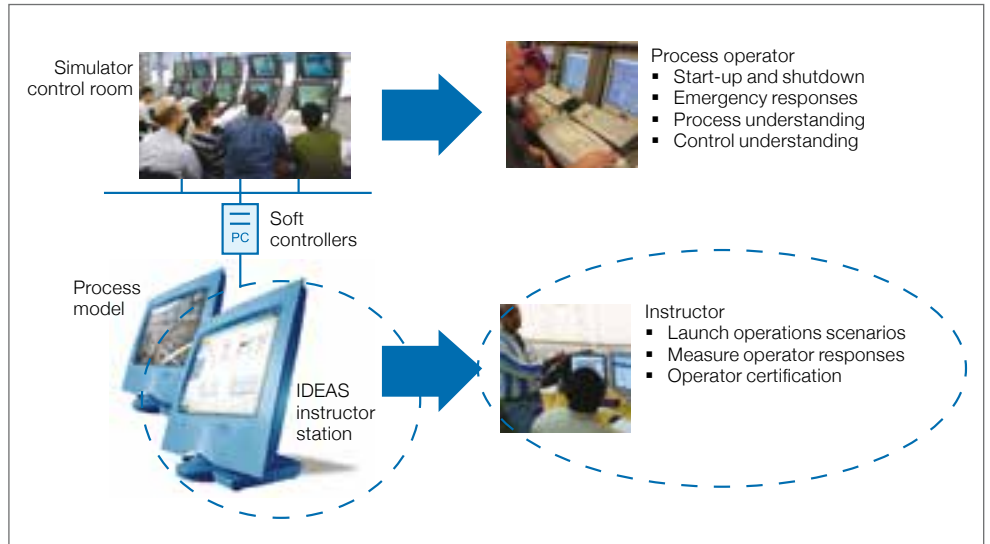 Simulator
control room
Process operator
▪ Start-up and shutdown
▪ Emergency responses
▪ Process understanding
▪ Control understanding
PC
Soft
controllers
Process
model
IDEAS
instructor
station
Instructor
▪ Launch operations scenarios
▪ Measure operator responses
▪ Operator certification